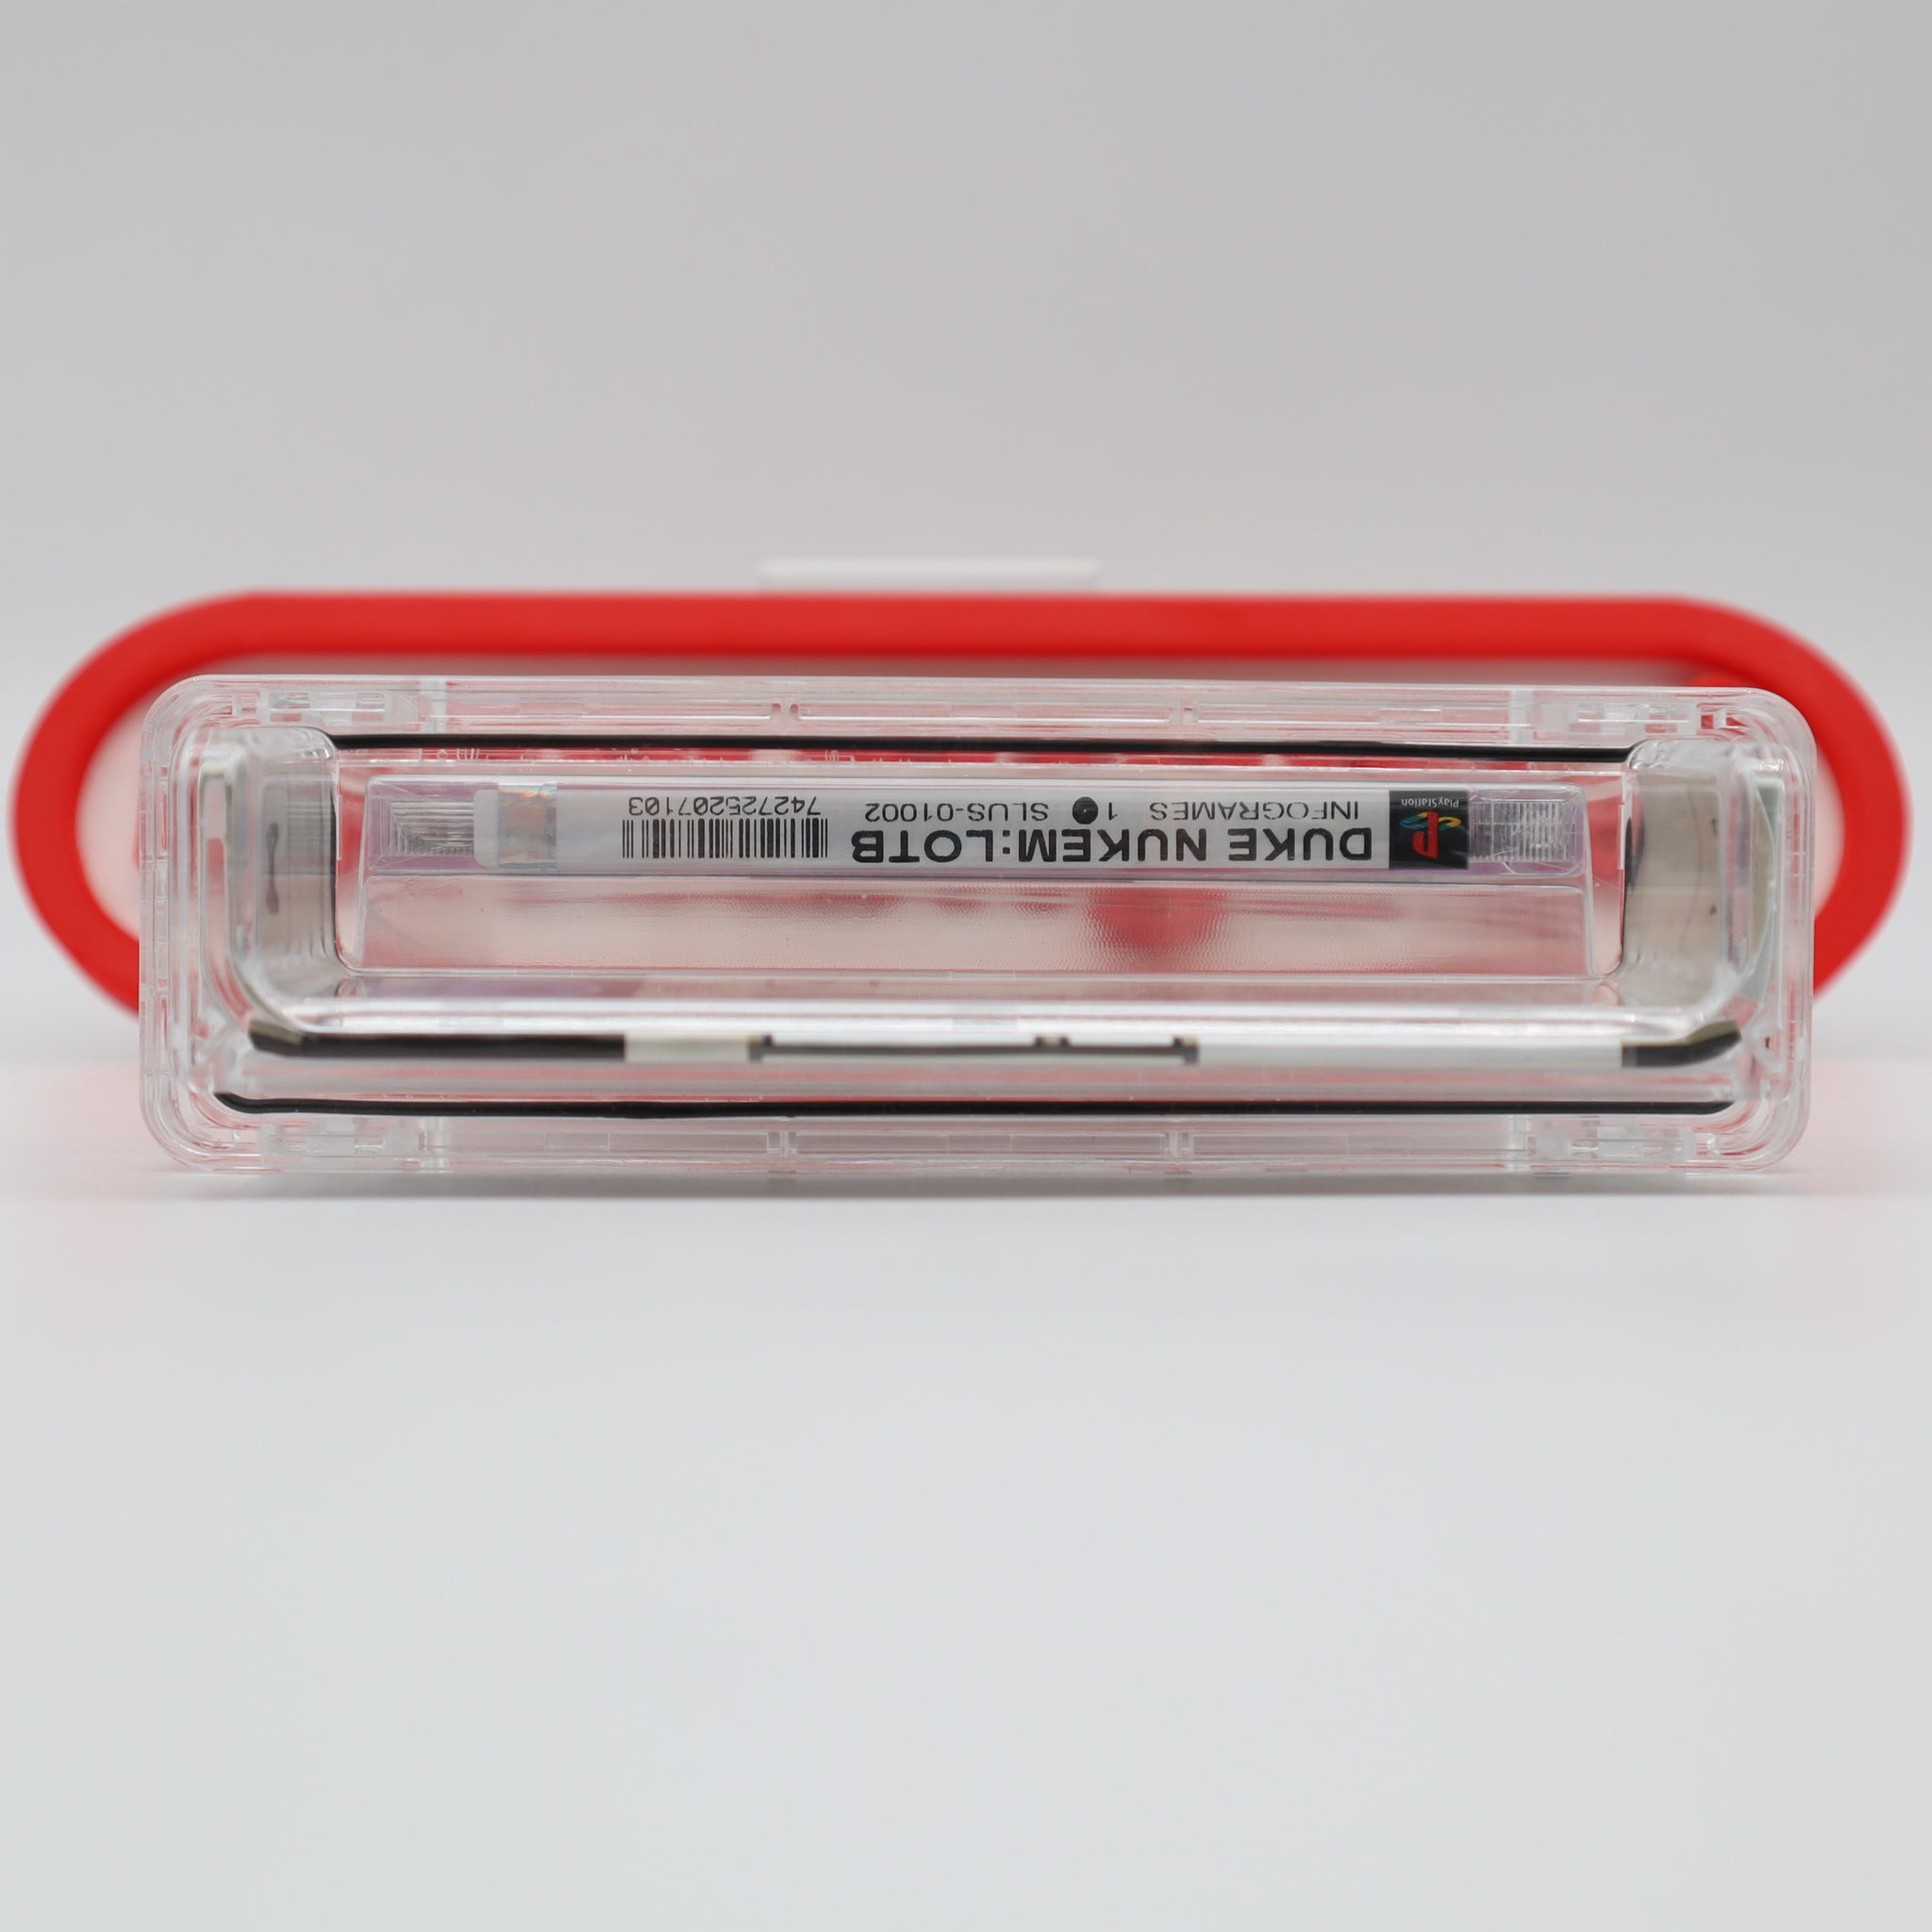 PlayStation
DUKE NUKEM:LOTB
INFOGRAMES 1 SLUS-01002
742725207103